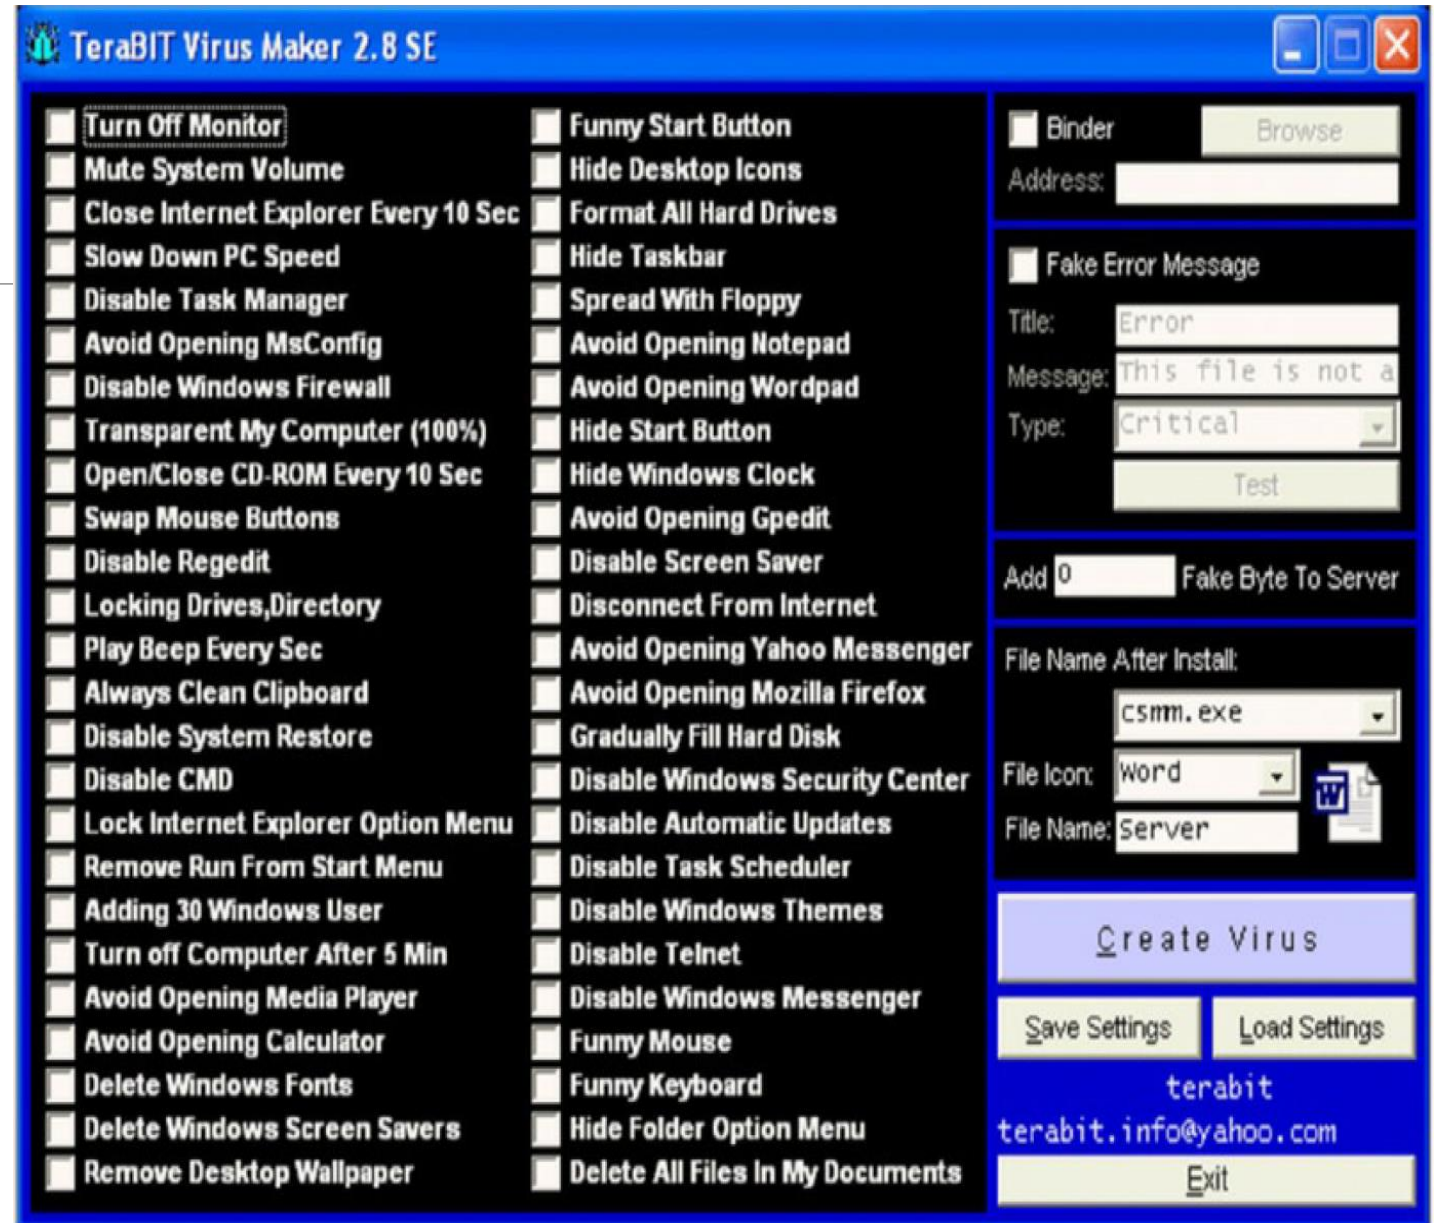 TeraBIT Virus Maker 2.8 SE
Turn Off Monitor
Mute System Volume
Close Internet Explorer Every 10 Sec
Slow Down PC Speed
Disable Task Manager
Avoid Opening MsConfig
Disable Windows Firewall
Transparent My Computer (100%)
Open/Close CD-ROM Every 10 Sec
Swap Mouse Buttons
Disable Regedit
Locking Drives,Directory
Play Beep Every Sec
Always Clean Clipboard
Disable System Restore
Disable CMD
Lock Internet Explorer Option Menu
Remove Run From Start Menu
Adding 30 Windows User
Turn off Computer After 5 Min
Avoid Opening Media Player
Avoid Opening Calculator
Delete Windows Fonts
Delete Windows Screen Savers
Remove Desktop Wallpaper
Funny Start Button
Hide Desktop Icons
Format All Hard Drives
Hide Taskbar
Spread With Floppy
Avoid Opening Notepad
Avoid Opening Wordpad
Hide Start Button
Hide Windows Clock
Avoid Opening Gpedit
Disable Screen Saver
Disconnect From Internet
Avoid Opening Yahoo Messenger
Avoid Opening Mozilla Firefox
Gradually Fill Hard Disk
Disable Windows Security Center
Disable Automatic Updates
Disable Task Scheduler
Disable Windows Themes
Disable Telnet
Disable Windows Messenger
Funny Mouse
Funny Keyboard
Hide Folder Option Menu
Delete All Files In My Documents
Binder Browse
Address:
Fake Error Message
Title: Error
Message: This file is not a
Type: Critical
Test
Add 0 Fake Byte To Server
File Name After Install:
csmm.exe
File Icon: Word
W
File Name: Server
Create Virus
Save Settings Load Settings
terabit
terabit.info@yahoo.com
Exit